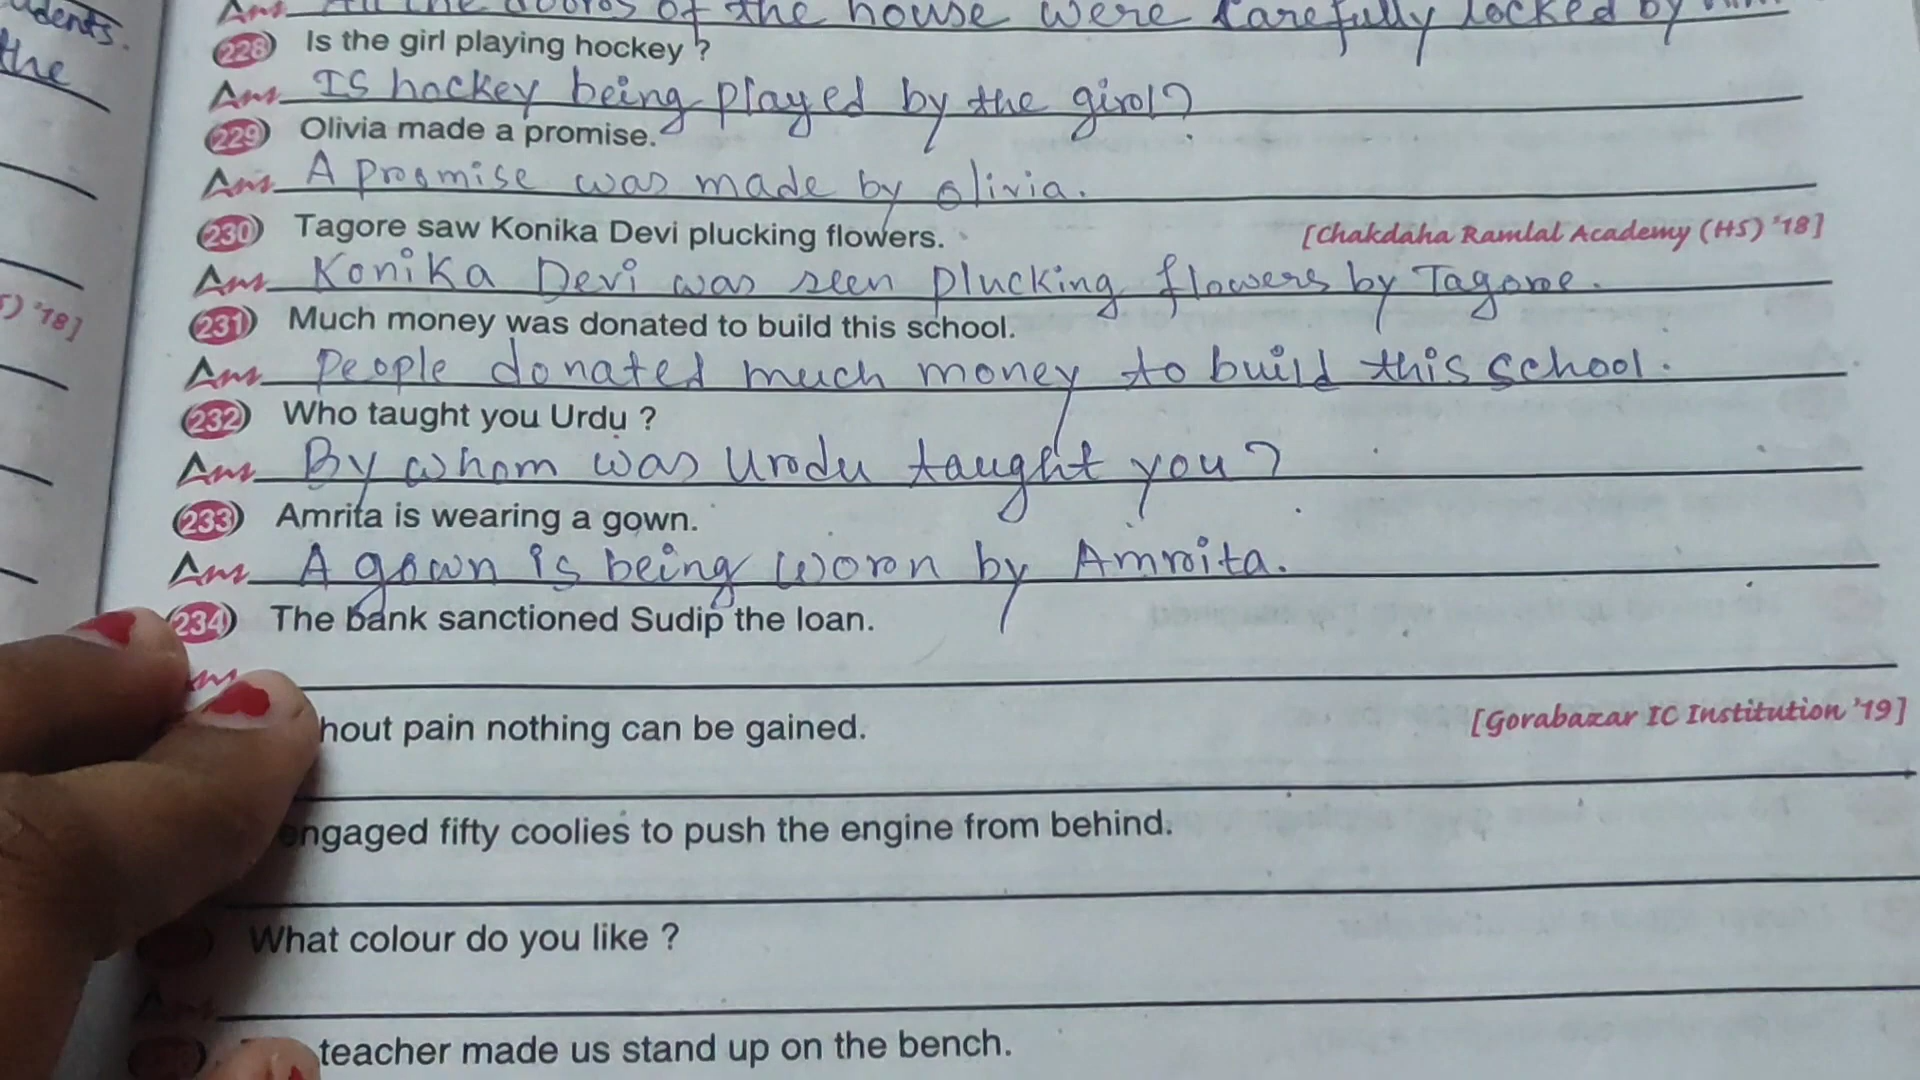 udents.
the
5) '18]
Ans. All the doors of the house were carefully locked by him
228 Is the girl playing hockey ?
Ans. Is hockey being played by the girl?
229 Olivia made a promise.
Ans. A promise was made by olivia.
230 Tagore saw Konika Devi plucking flowers. [Chakdaha Ramlal Academy (HS) '18]
Ans. Konika Devi was seen plucking flowers by Tagore.
231 Much money was donated to build this school.
Ans. People donated much money to build this school.
232 Who taught you Urdu ?
Ans. By whom was Urdu taught you?
233 Amrita is wearing a gown.
Ans. A gown is being worn by Amrita.
234 The bank sanctioned Sudip the loan.
hout pain nothing can be gained. [Gorabazar IC Institution '19]
engaged fifty coolies to push the engine from behind.
What colour do you like ?
Ans.
teacher made us stand up on the bench.